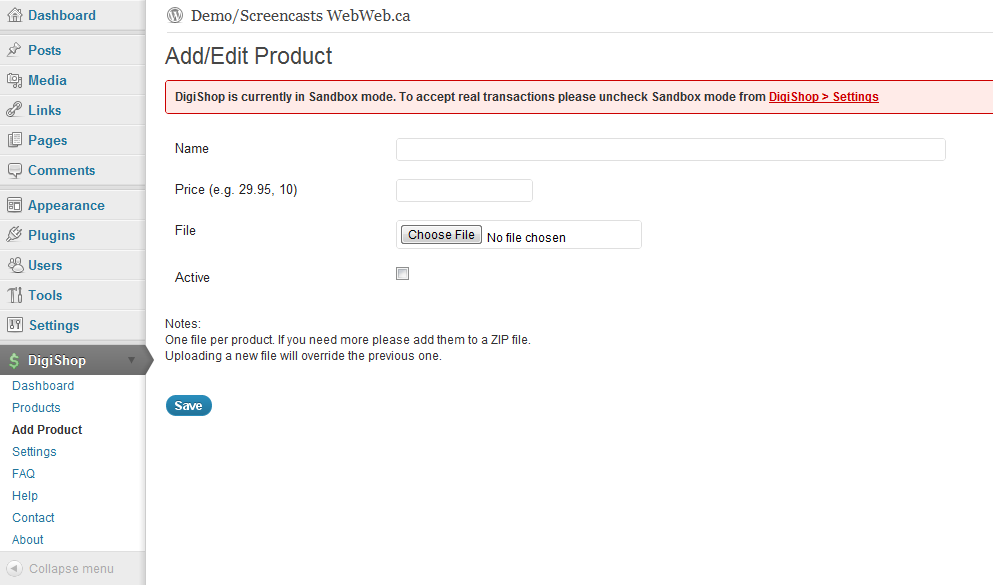 Dashboard
Posts
Media
Links
Pages
Comments
Appearance
Plugins
Users
Tools
Settings
$ DigiShop
Dashboard
Products
Add Product
Settings
FAQ
Help
Contact
About
Collapse menu
Demo/Screencasts WebWeb.ca
Add/Edit Product
DigiShop is currently in Sandbox mode. To accept real transactions please uncheck Sandbox mode from DigiShop > Settings
Name
Price (e.g. 29.95, 10)
File
Choose File No file chosen
Active
Notes:
One file per product. If you need more please add them to a ZIP file.
Uploading a new file will override the previous one.
Save